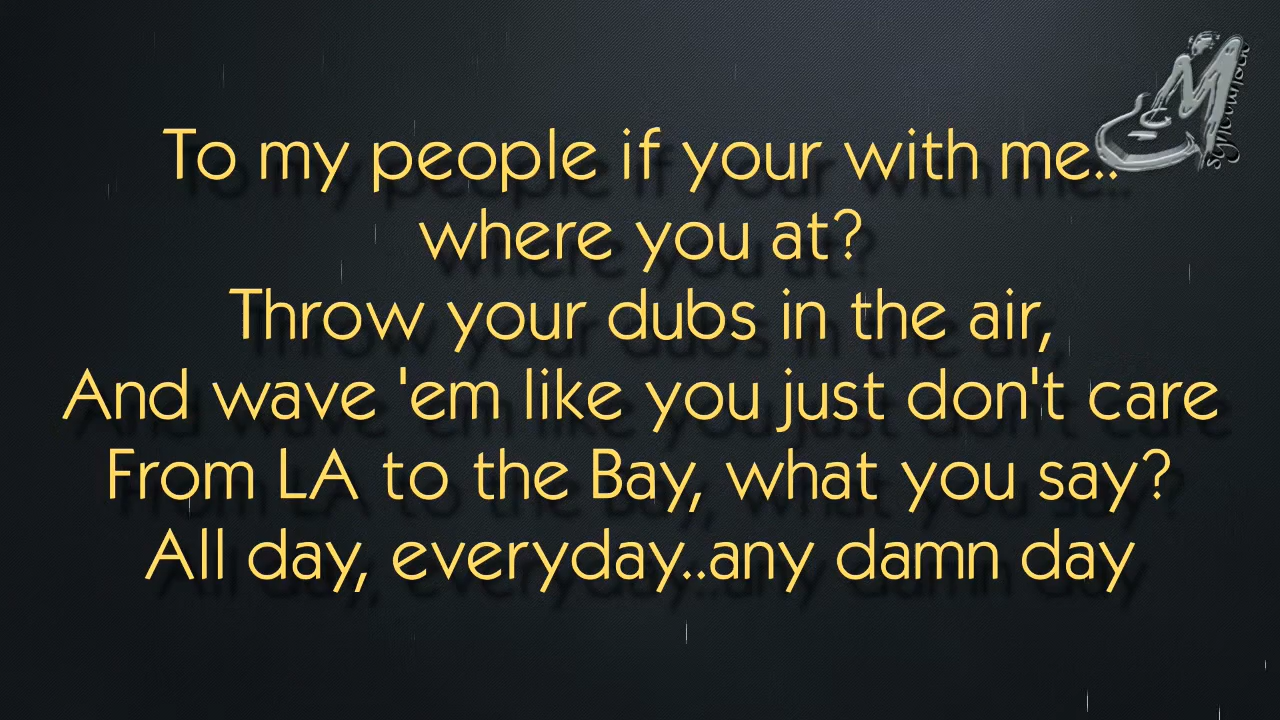 To my people if your with me..
where you at?
Throw your dubs in the air,
And wave 'em like you just don't care
From LA to the Bay, what you say?
All day, everyday..any damn day